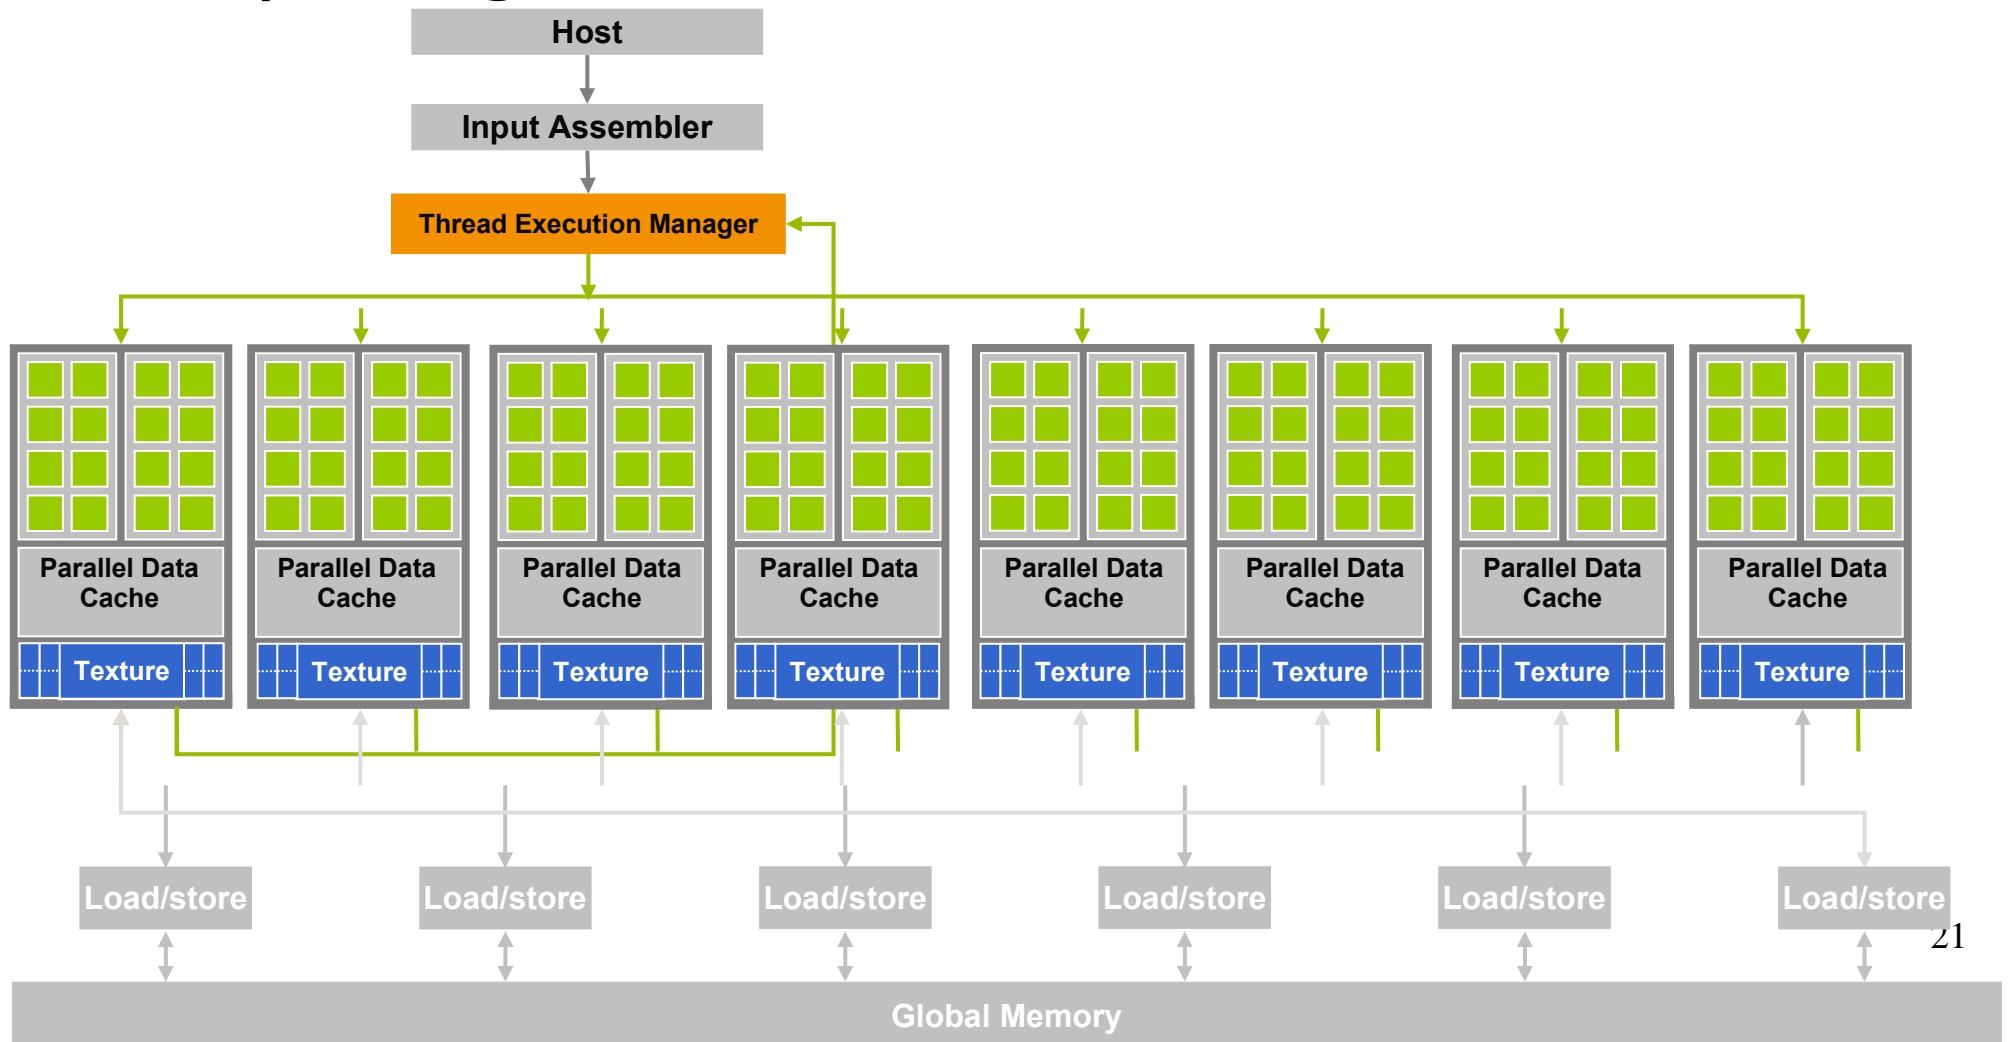 Host
Input Assembler
Thread Execution Manager
Parallel Data
Cache
Parallel Data
Cache
Parallel Data
Cache
Parallel Data
Cache
Parallel Data
Cache
Parallel Data
Cache
Parallel Data
Cache
Parallel Data
Cache
Texture
Texture
Texture
Texture
Texture
Texture
Texture
Texture
Load/store
Load/store
Load/store
Load/store
Load/store
Load/store
21
Global Memory